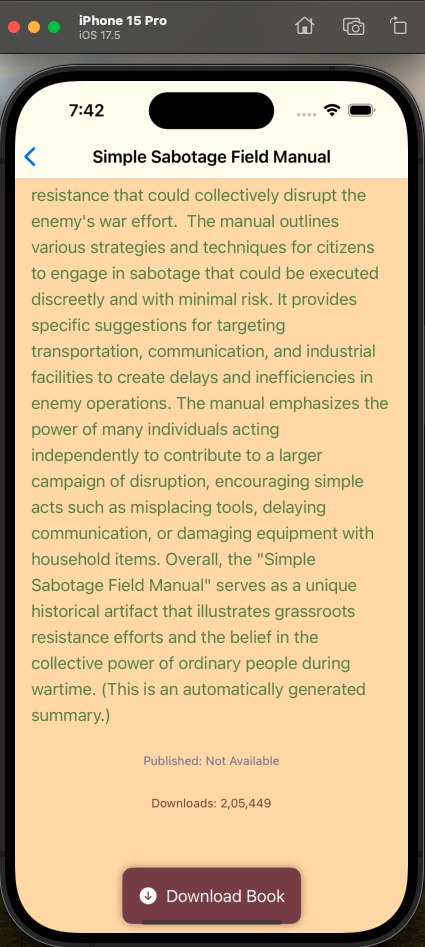 iPhone 15 Pro
iOS 17.5
7:42
Simple Sabotage Field Manual
resistance that could collectively disrupt the
enemy's war effort.  The manual outlines
various strategies and techniques for citizens
to engage in sabotage that could be executed
discreetly and with minimal risk. It provides
specific suggestions for targeting
transportation, communication, and industrial
facilities to create delays and inefficiencies in
enemy operations. The manual emphasizes the
power of many individuals acting
independently to contribute to a larger
campaign of disruption, encouraging simple
acts such as misplacing tools, delaying
communication, or damaging equipment with
household items. Overall, the "Simple
Sabotage Field Manual" serves as a unique
historical artifact that illustrates grassroots
resistance efforts and the belief in the
collective power of ordinary people during
wartime. (This is an automatically generated
summary.)
Published: Not Available
Downloads: 2,05,449
Download Book